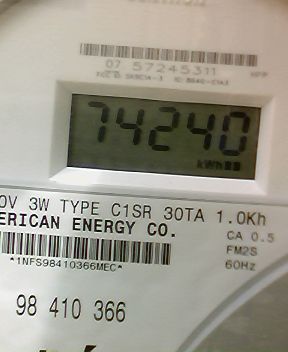 07 57245311
74240
kWh
0V 3W TYPE C1SR 30TA 1.0Kh
ERICAN ENERGY CO.
CA 0.5
FM2S
60Hz
*1NFS98410366MEC*
98 410 366